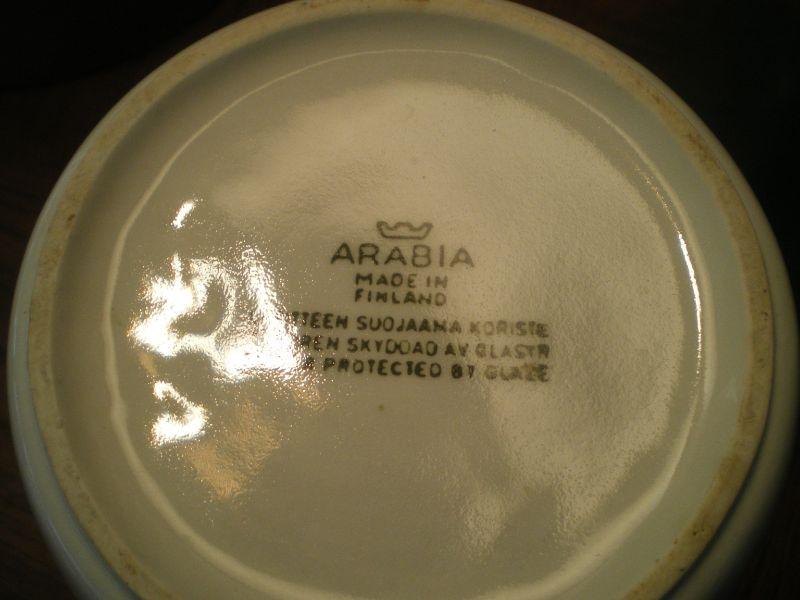 ARABIA
MADE IN
FINLAND
SUOJAAMA KORISTE
SKYDDAD AV GLASYR
PROTECTED BY GLAZE